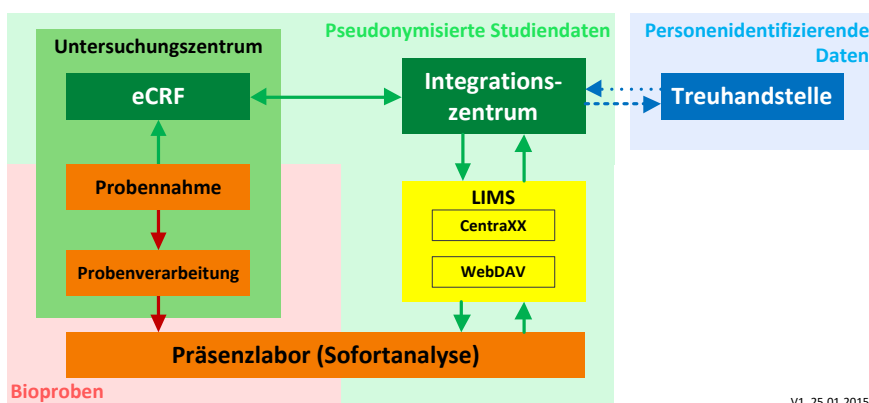 Pseudonymisierte Studiendaten
Personenidentifizierende
Daten
Untersuchungszentrum
eCRF
Integrations-
zentrum
Treuhandstelle
Probennahme
LIMS
CentraXX
WebDAV
Probenverarbeitung
Präsenzlabor (Sofortanalyse)
Bioproben
V1, 25.01.2015